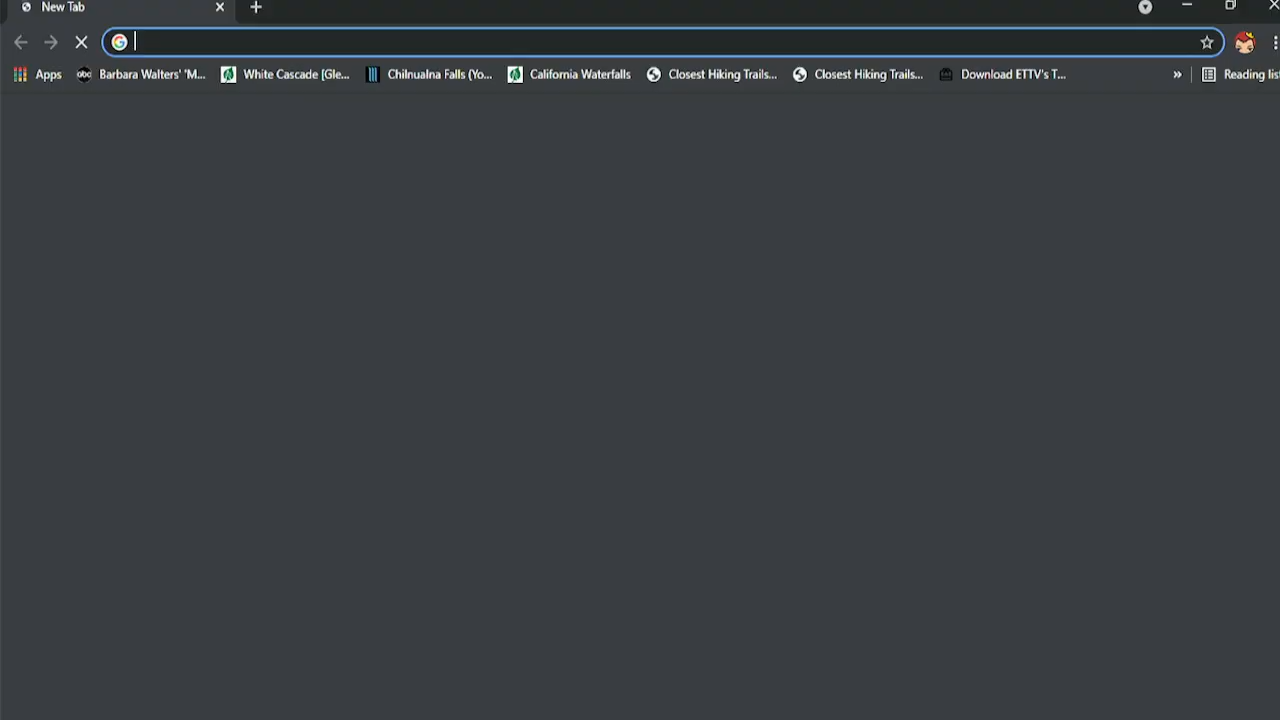 New Tab
Apps abc Barbara Walters' 'M... White Cascade [Gle... Chilnualna Falls (Yo... California Waterfalls Closest Hiking Trails... Closest Hiking Trails... Download ETTV's T... » Reading lis